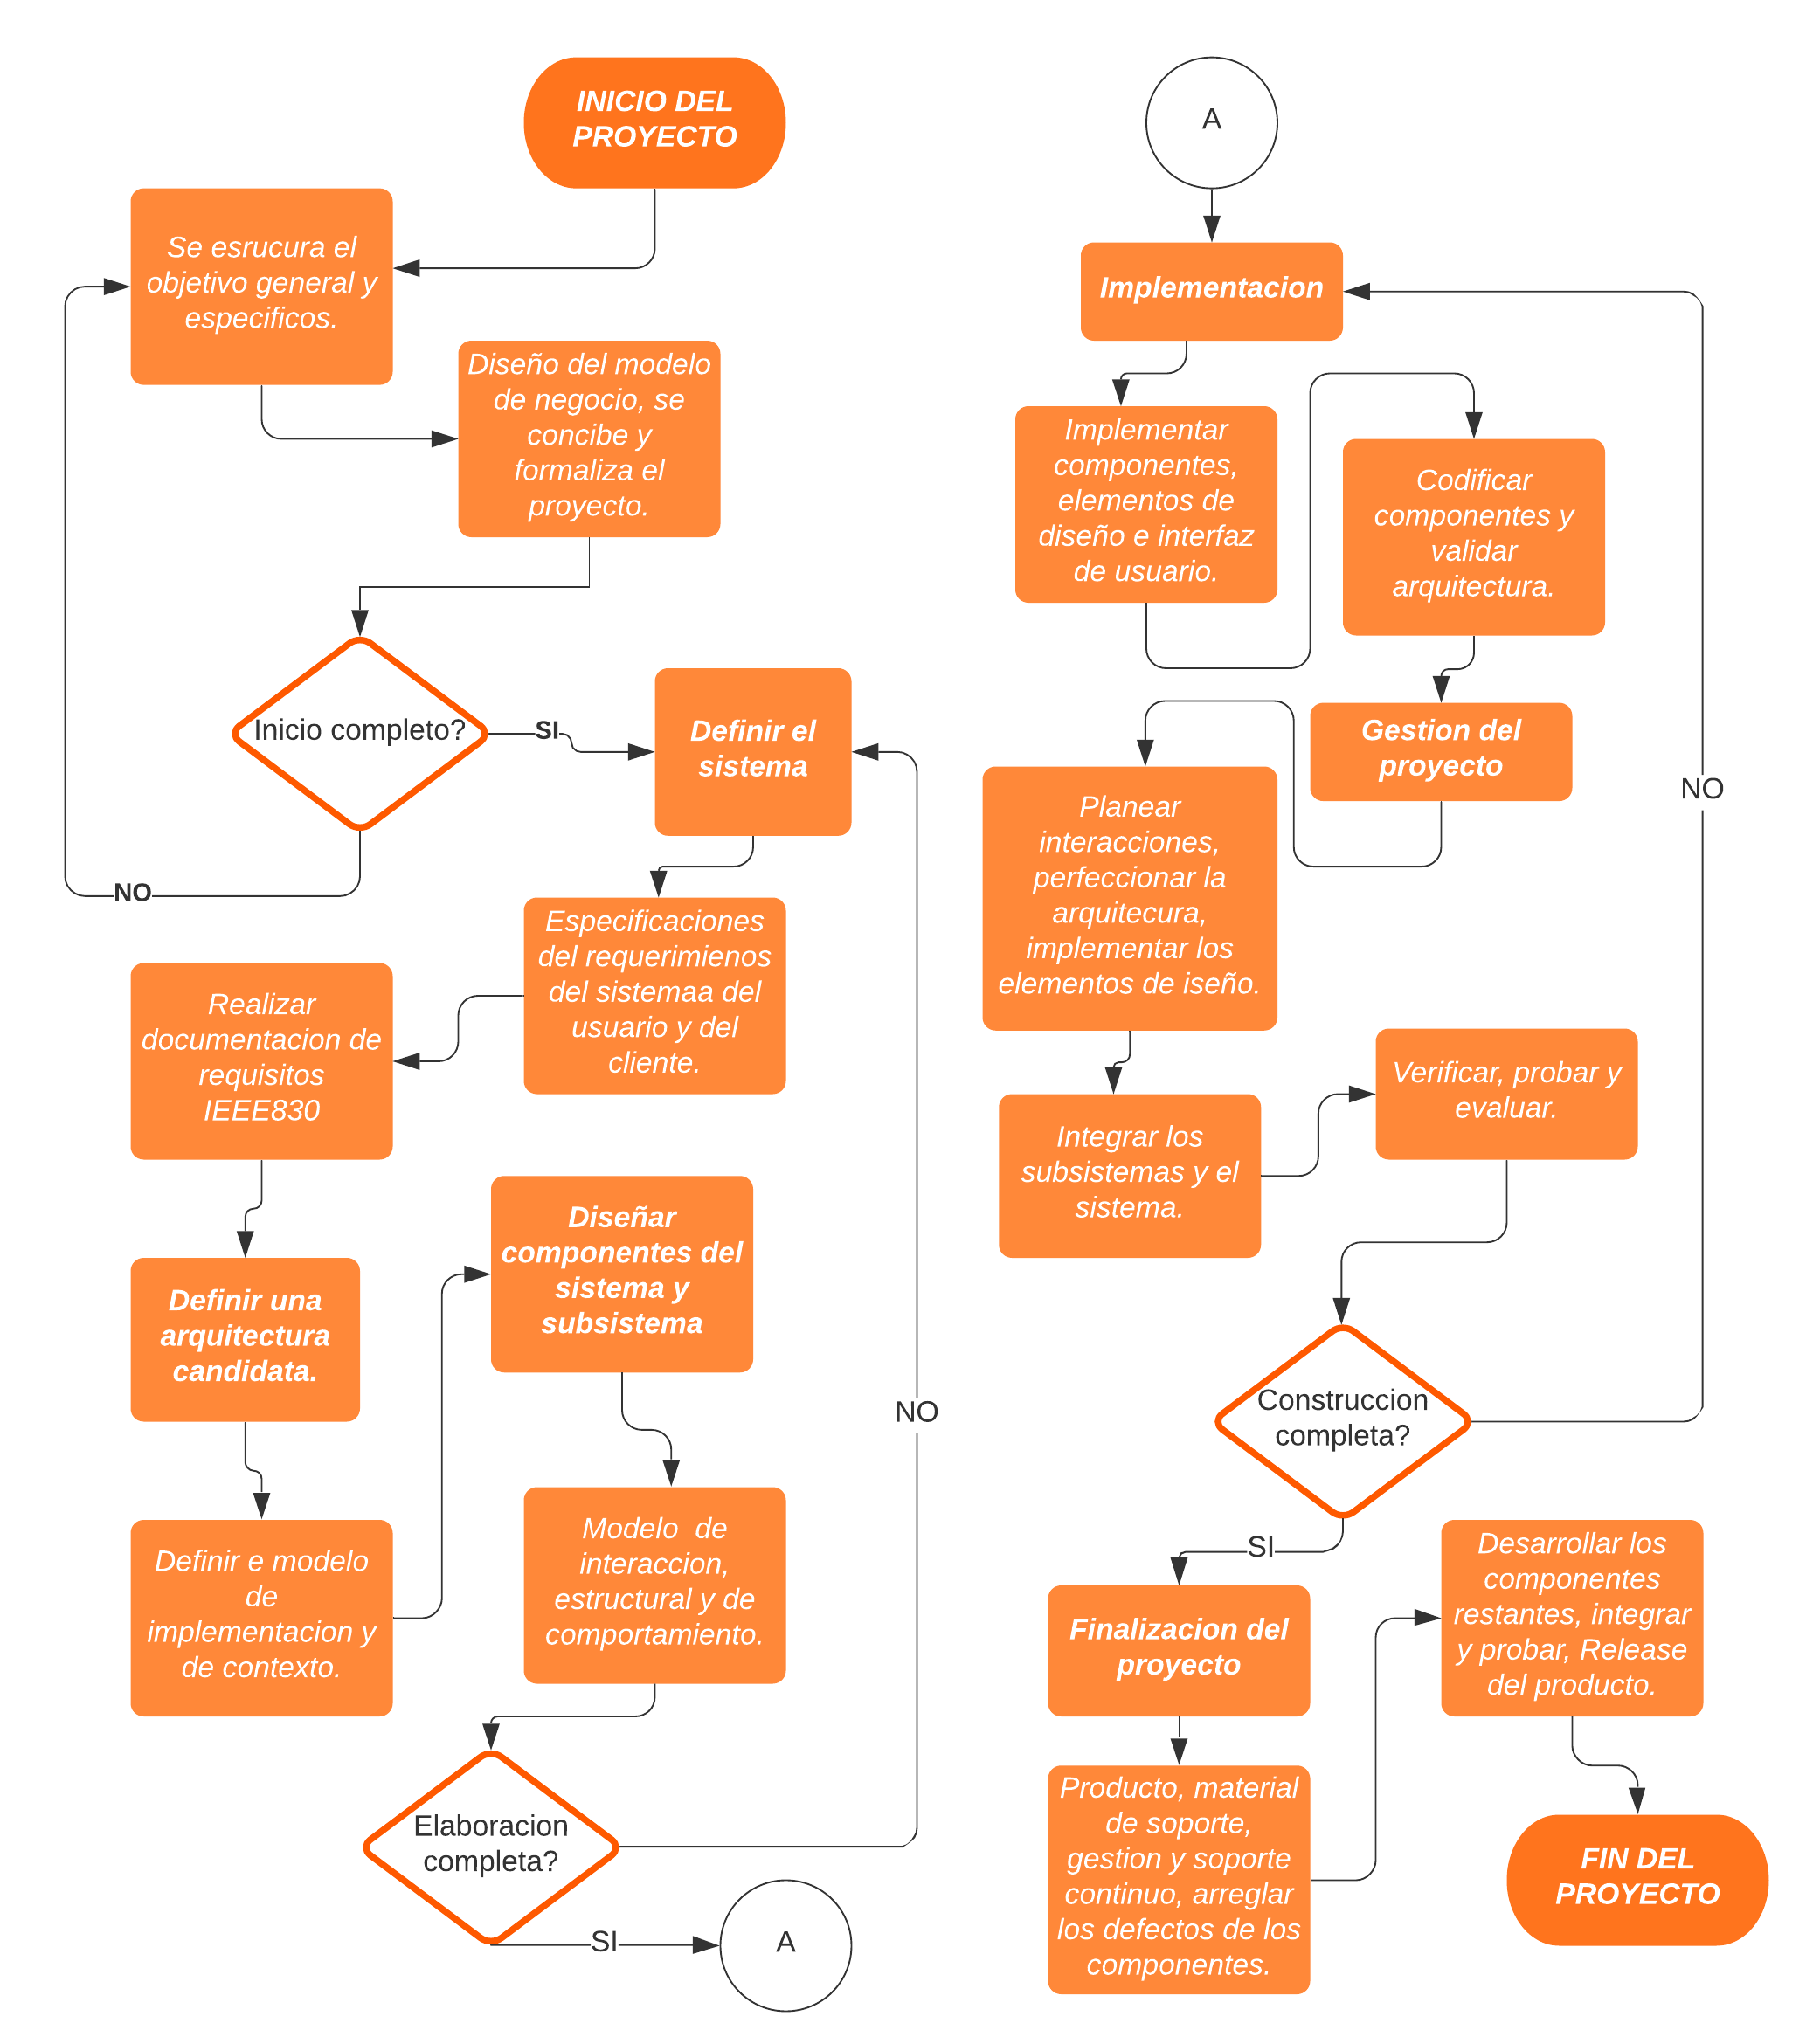 INICIO DEL
PROYECTO
Se esrucura el
objetivo general y
especificos.
Diseño del modelo
de negocio, se
concibe y
formaliza el
proyecto.
Inicio completo?
SI
NO
Definir el
sistema
Especificaciones
del requerimienos
del sistemaa del
usuario y del
cliente.
Realizar
documentacion de
requisitos
IEEE830
Definir una
arquitectura
candidata.
Definir e modelo
de
implementacion y
de contexto.
Diseñar
componentes del
sistema y
subsistema
Modelo  de
interaccion,
estructural y de
comportamiento.
Elaboracion
completa?
NO
SI
A
A
Implementacion
Implementar
componentes,
elementos de
diseño e interfaz
de usuario.
Codificar
componentes y
validar
arquitectura.
Gestion del
proyecto
Planear
interacciones,
perfeccionar la
arquitecura,
implementar los
elementos de iseño.
Integrar los
subsistemas y el
sistema.
Verificar, probar y
evaluar.
Construccion
completa?
NO
SI
Finalizacion del
proyecto
Producto, material
de soporte,
gestion y soporte
continuo, arreglar
los defectos de los
componentes.
Desarrollar los
componentes
restantes, integrar
y probar, Release
del producto.
FIN DEL
PROYECTO